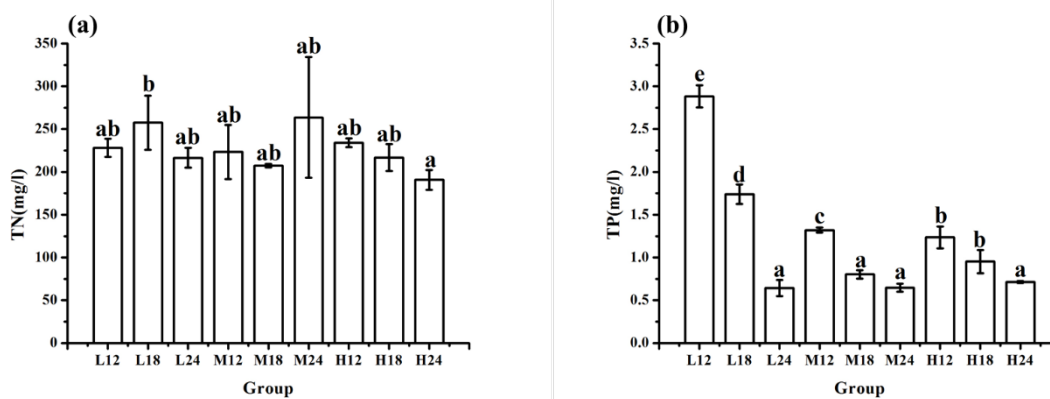 (a)
350
300
250
200
150
100
50
0
TN(mg/l)
ab
b
ab
ab
ab
ab
ab
ab
a
L12 L18 L24 M12 M18 M24 H12 H18 H24
Group
(b)
3.5
3.0
2.5
2.0
1.5
1.0
0.5
0.0
TP(mg/l)
e
d
a
c
a
a
b
b
a
L12 L18 L24 M12 M18 M24 H12 H18 H24
Group